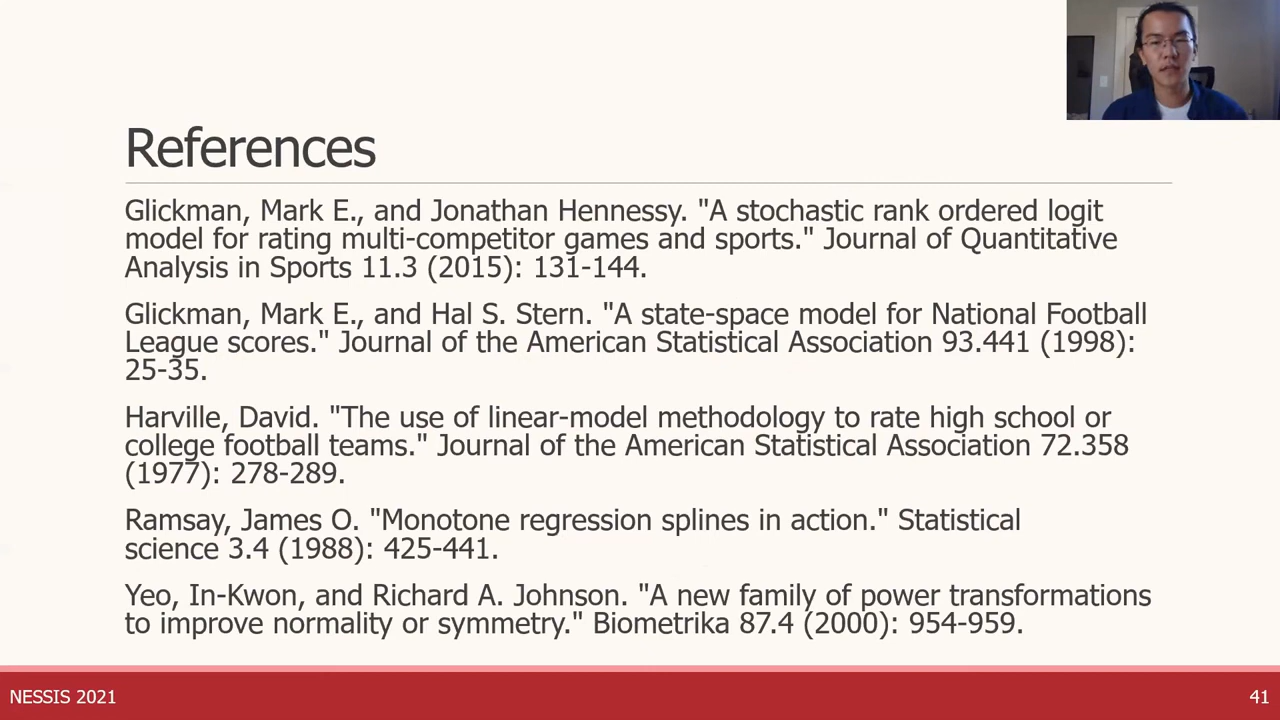 References
Glickman, Mark E., and Jonathan Hennessy. "A stochastic rank ordered logit
model for rating multi-competitor games and sports." Journal of Quantitative
Analysis in Sports 11.3 (2015): 131-144.
Glickman, Mark E., and Hal S. Stern. "A state-space model for National Football
League scores." Journal of the American Statistical Association 93.441 (1998):
25-35.
Harville, David. "The use of linear-model methodology to rate high school or
college football teams." Journal of the American Statistical Association 72.358
(1977): 278-289.
Ramsay, James O. "Monotone regression splines in action." Statistical
science 3.4 (1988): 425-441.
Yeo, In-Kwon, and Richard A. Johnson. "A new family of power transformations
to improve normality or symmetry." Biometrika 87.4 (2000): 954-959.
NESSIS 2021
41